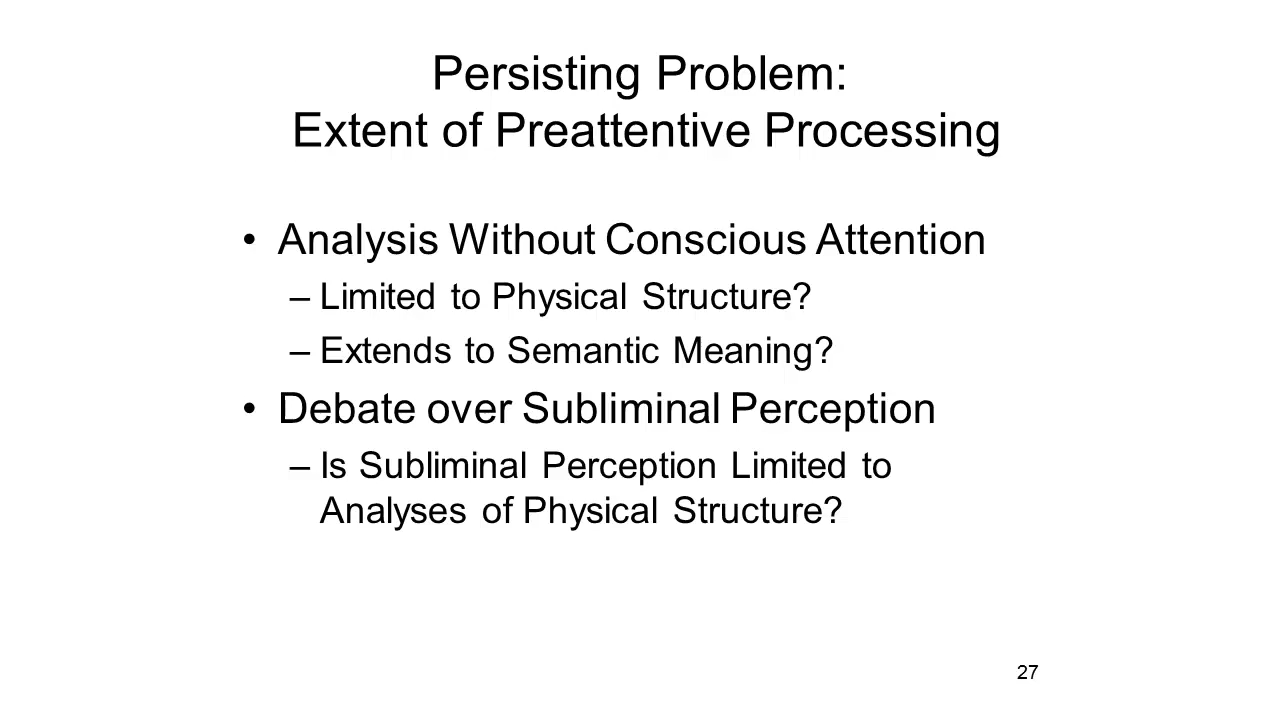 Persisting Problem:
Extent of Preattentive Processing
• Analysis Without Conscious Attention
– Limited to Physical Structure?
– Extends to Semantic Meaning?
• Debate over Subliminal Perception
– Is Subliminal Perception Limited to
Analyses of Physical Structure?
27